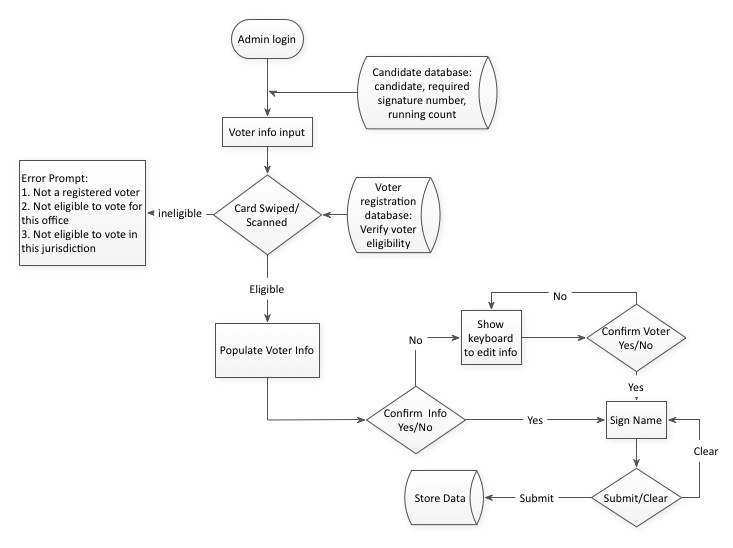 Admin login
Candidate database:
candidate, required
signature number,
running count
Voter info input
Error Prompt:
1. Not a registered voter
2. Not eligible to vote for
this office
3. Not eligible to vote in
this jurisdiction
ineligible
Card Swiped/
Scanned
Voter
registration
database:
Verify voter
eligibility
Eligible
Populate Voter Info
No
Show
keyboard
to edit info
No
Confirm Voter
Yes/No
Yes
Confirm Info
Yes/No
Yes
Sign Name
Clear
Store Data
Submit
Submit/Clear